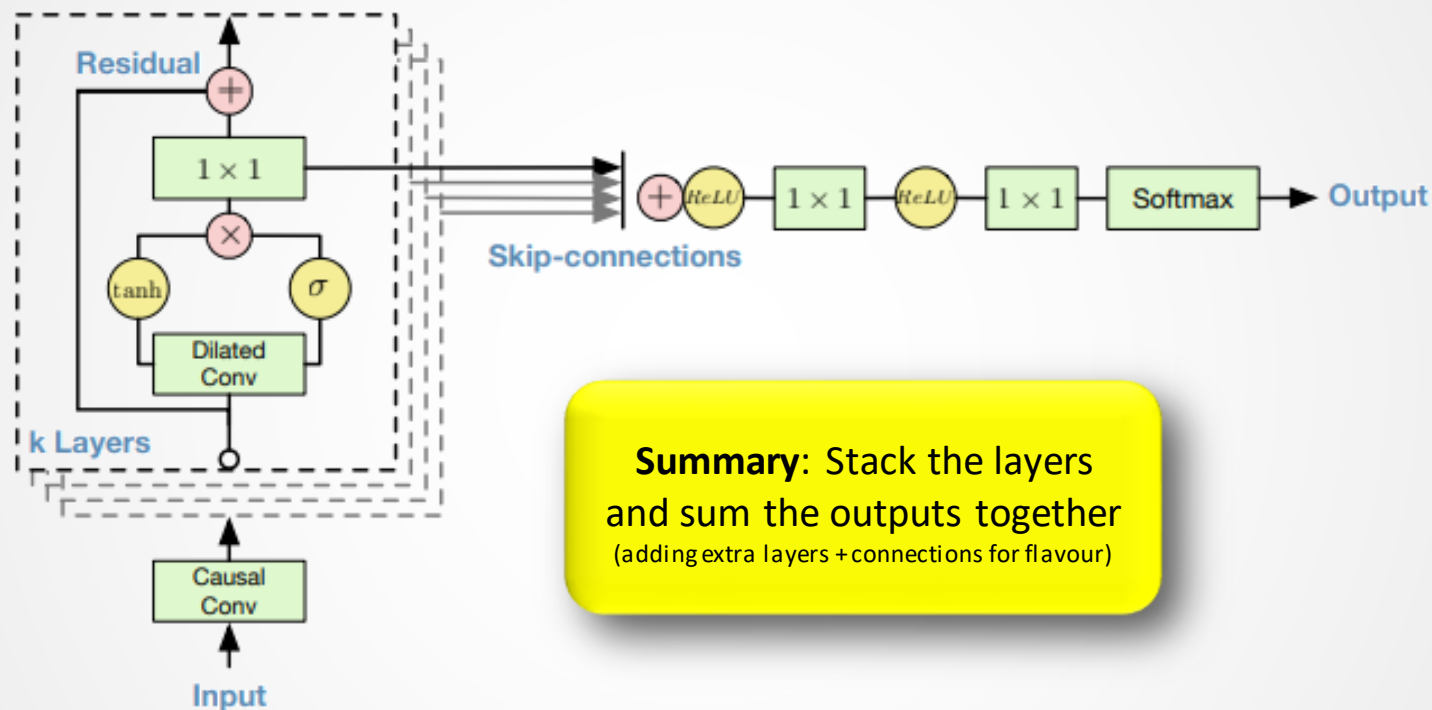 Residual
+
1 × 1
×
tanh
σ
Dilated
Conv
k Layers
Causal
Conv
Input
Skip-connections
+
ReLU
1 × 1
ReLU
1 × 1
Softmax
Output
Summary: Stack the layers
and sum the outputs together
(adding extra layers + connections for flavour)